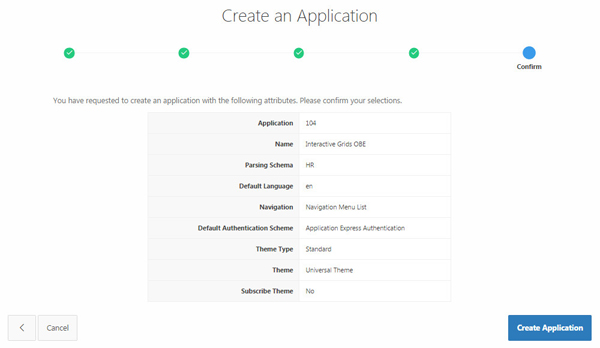 Create an Application
Confirm
You have requested to create an application with the following attributes. Please confirm your selections.
Application 104
Name Interactive Grids OBE
Parsing Schema HR
Default Language en
Navigation Navigation Menu List
Default Authentication Scheme Application Express Authentication
Theme Type Standard
Theme Universal Theme
Subscribe Theme No
Cancel Create Application